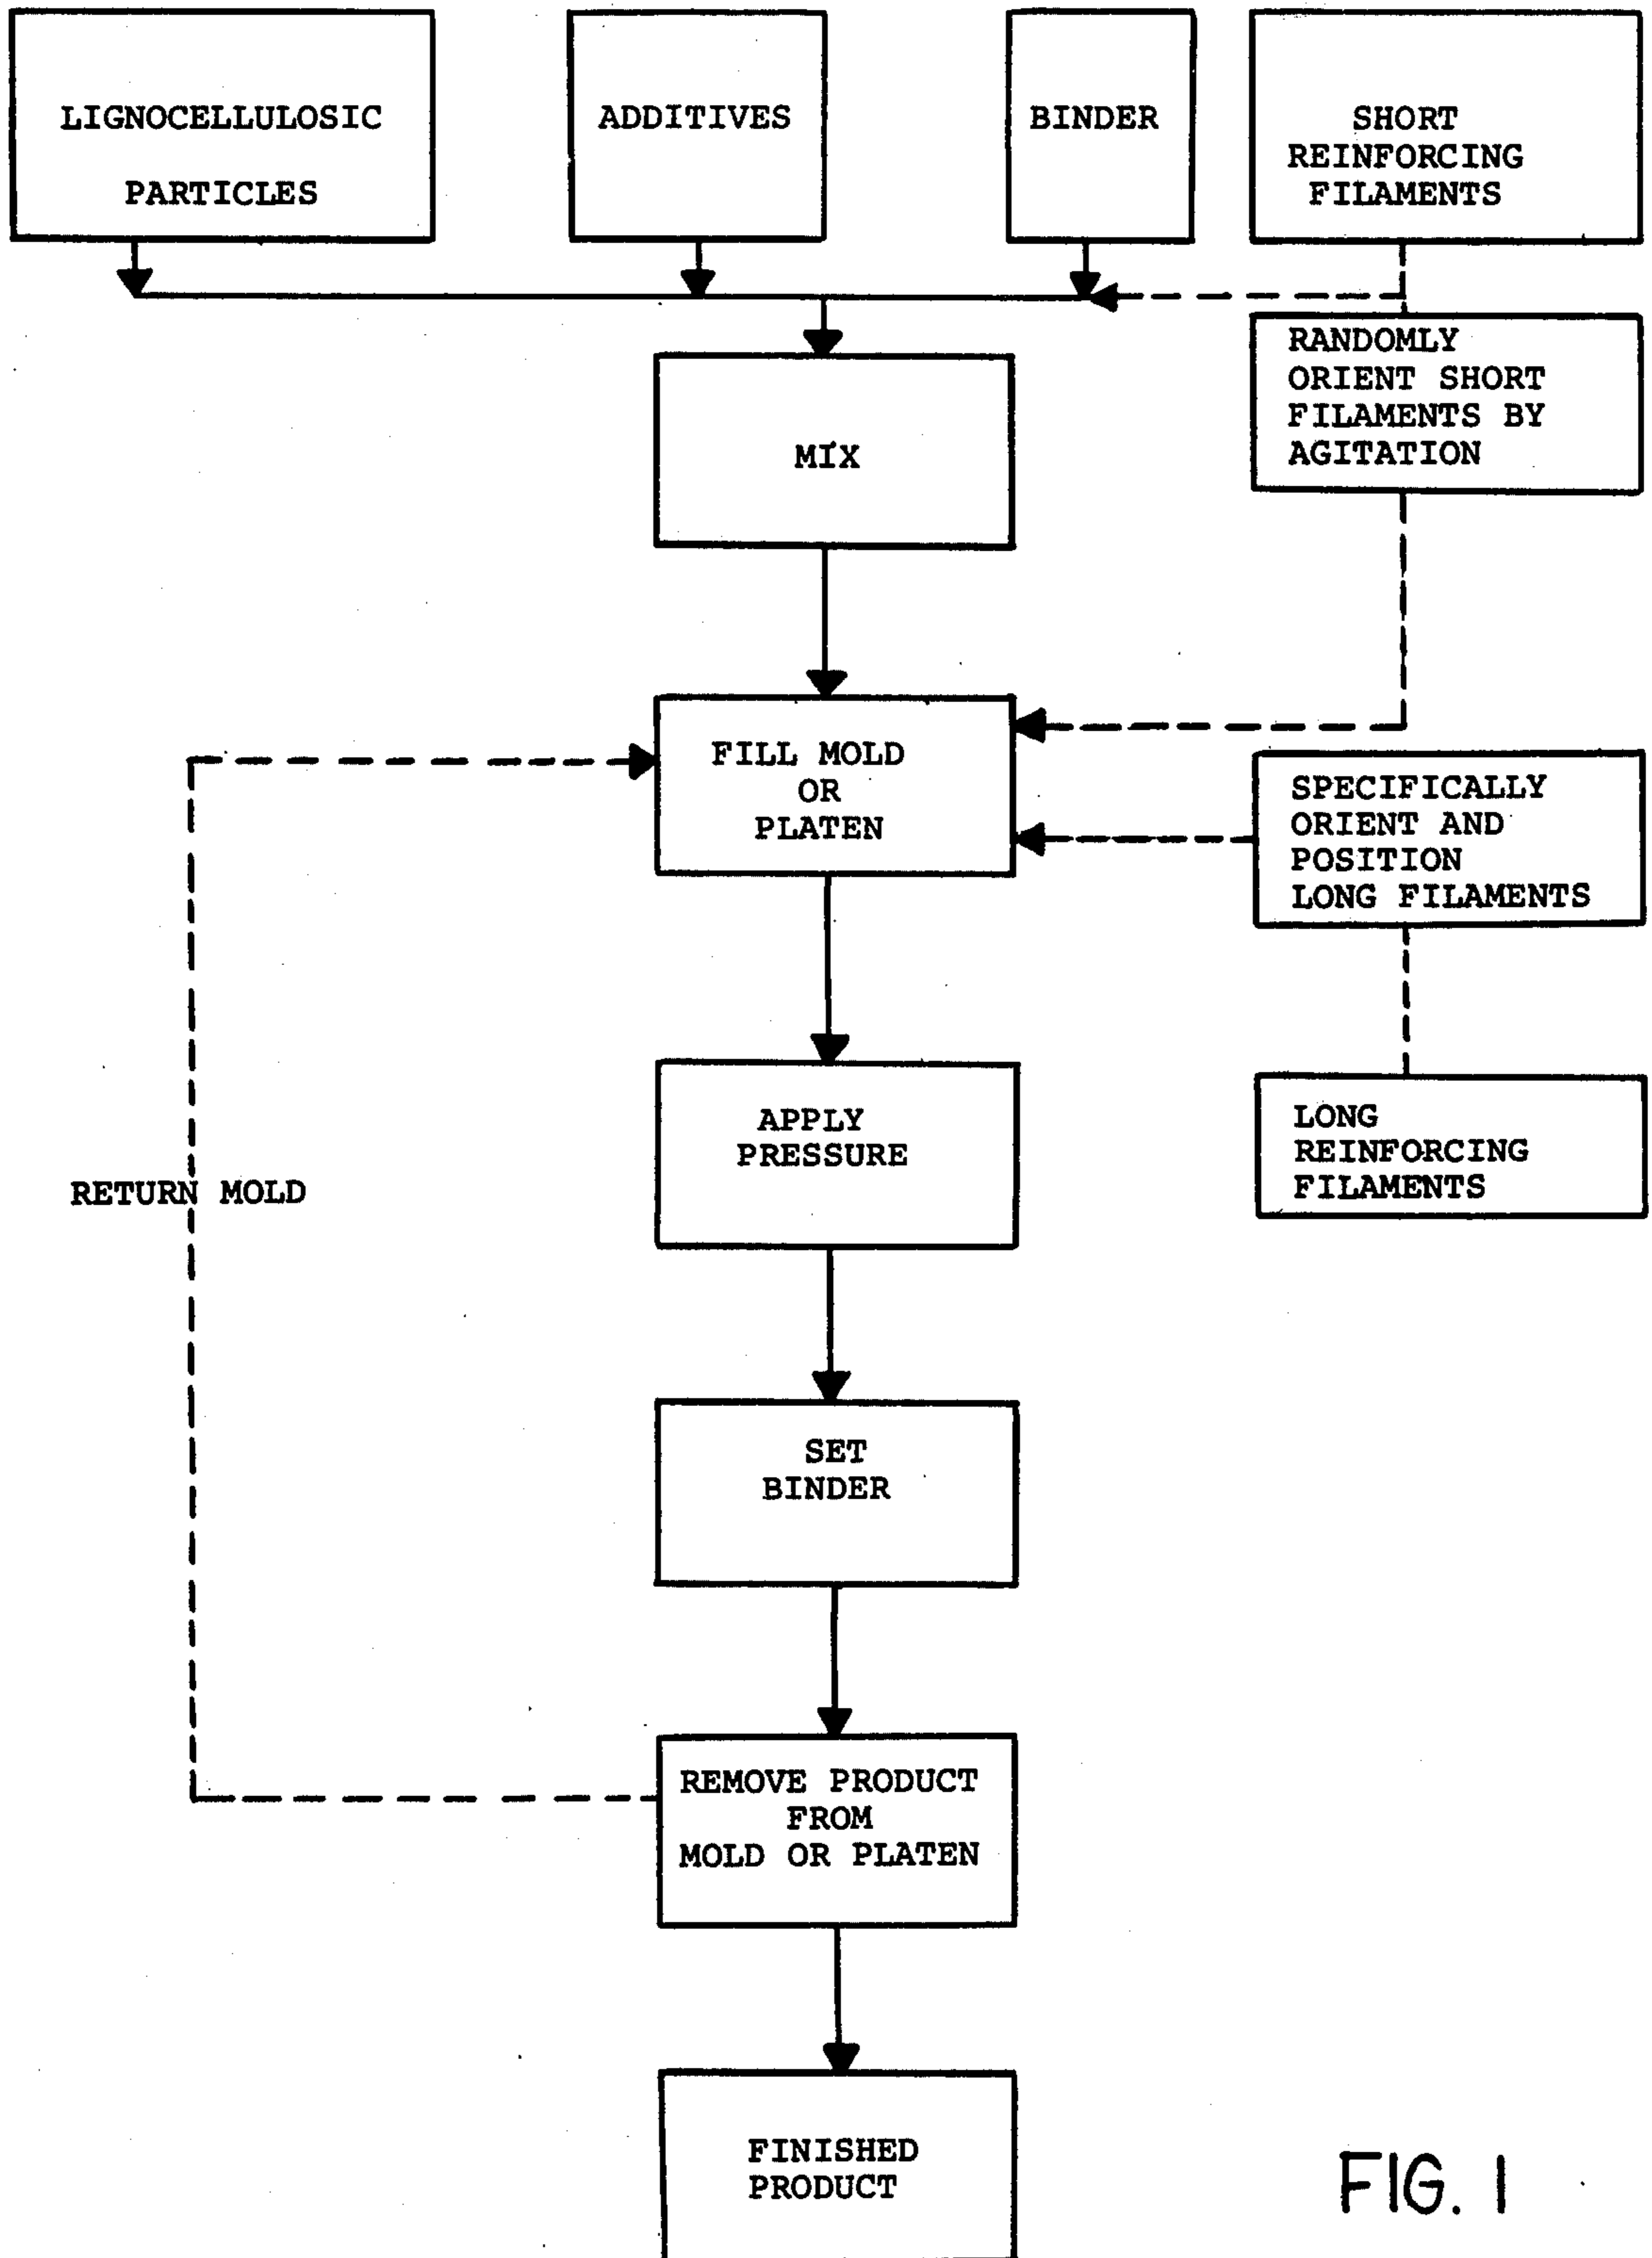 LIGNOCELLULOSIC
PARTICLES
ADDITIVES
BINDER
SHORT
REINFORCING
FILAMENTS
RANDOMLY
ORIENT SHORT
FILAMENTS BY
AGITATION
MIX
FILL MOLD
OR
PLATEN
SPECIFICALLY
ORIENT AND
POSITION
LONG FILAMENTS
APPLY
PRESSURE
LONG
REINFORCING
FILAMENTS
RETURN MOLD
SET
BINDER
REMOVE PRODUCT
FROM
MOLD OR PLATEN
FINISHED
PRODUCT
FIG. 1